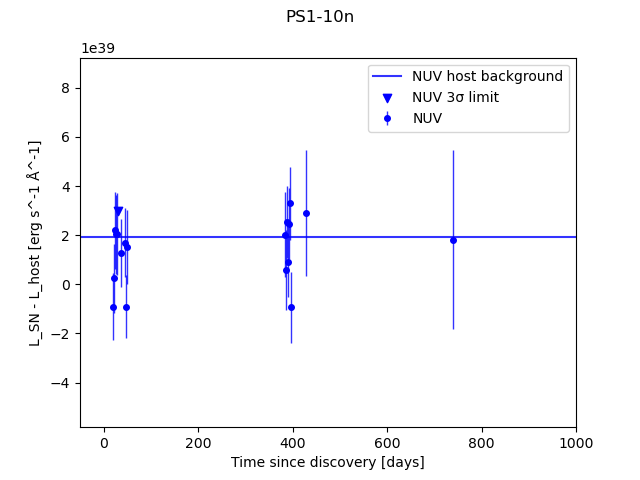 PS1-10n
1e39
NUV host background
NUV 3σ limit
NUV
8
6
4
2
0
−2
−4
L_SN - L_host [erg s^-1 Å^-1]
0 200 400 600 800 1000
Time since discovery [days]